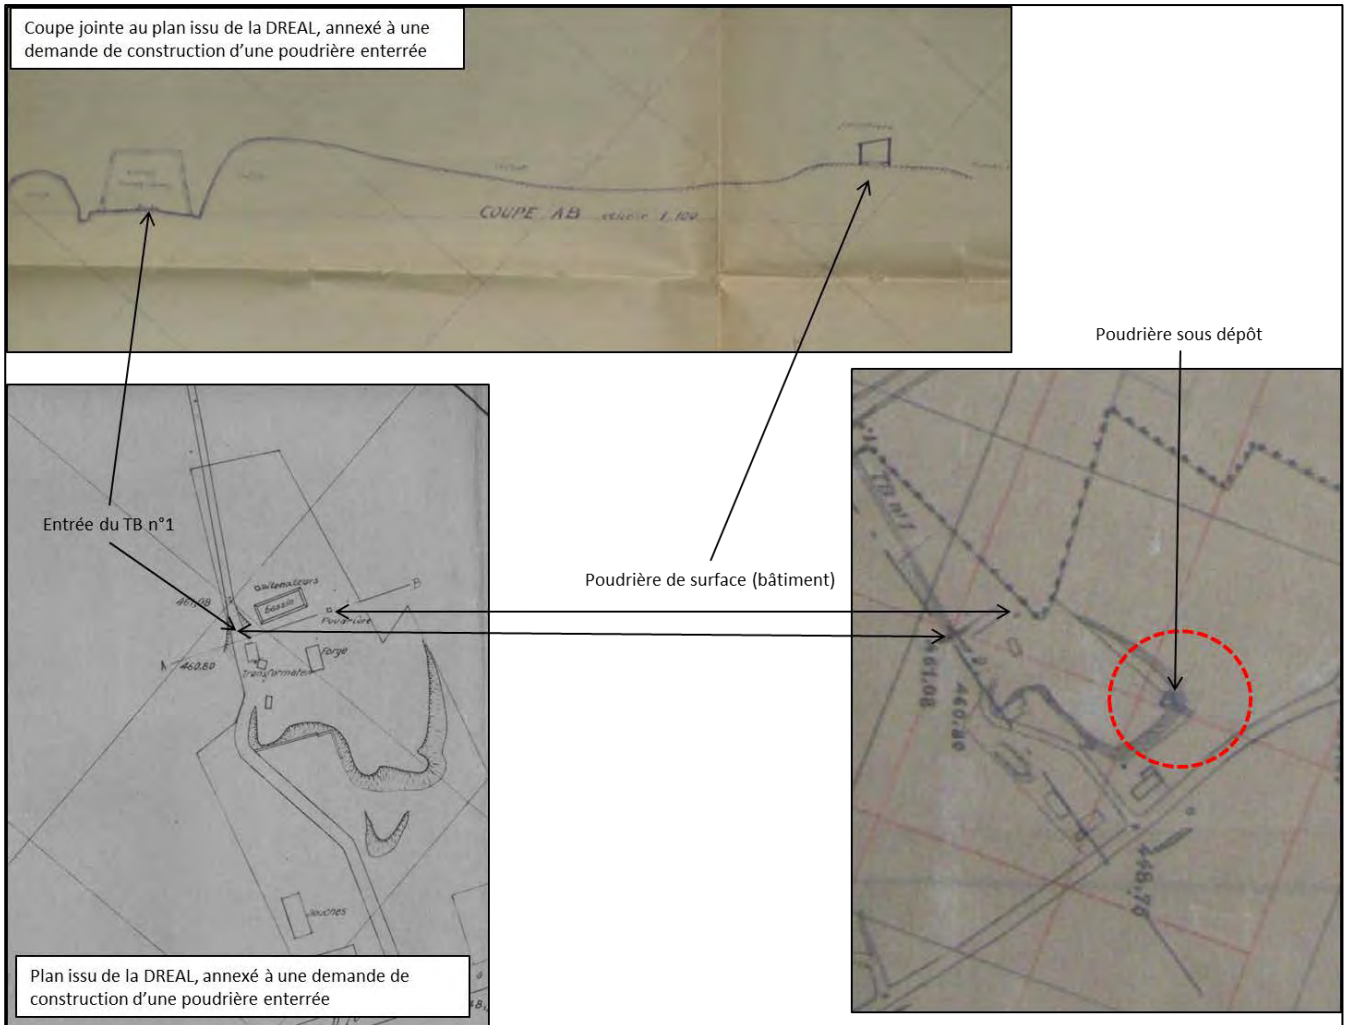 Coupe jointe au plan issu de la DREAL, annexé à une
demande de construction d’une poudrière enterrée
COUPE AB
1.100
Poudrière sous dépôt
Entrée du TB n°1
Poudrière de surface (bâtiment)
bassin
Poudrière
B
461,08
A
460.80
Forge
Transformateur
Douches
TB n°1
461.08
460.80
448.70
Plan issu de la DREAL, annexé à une demande de
construction d’une poudrière enterrée